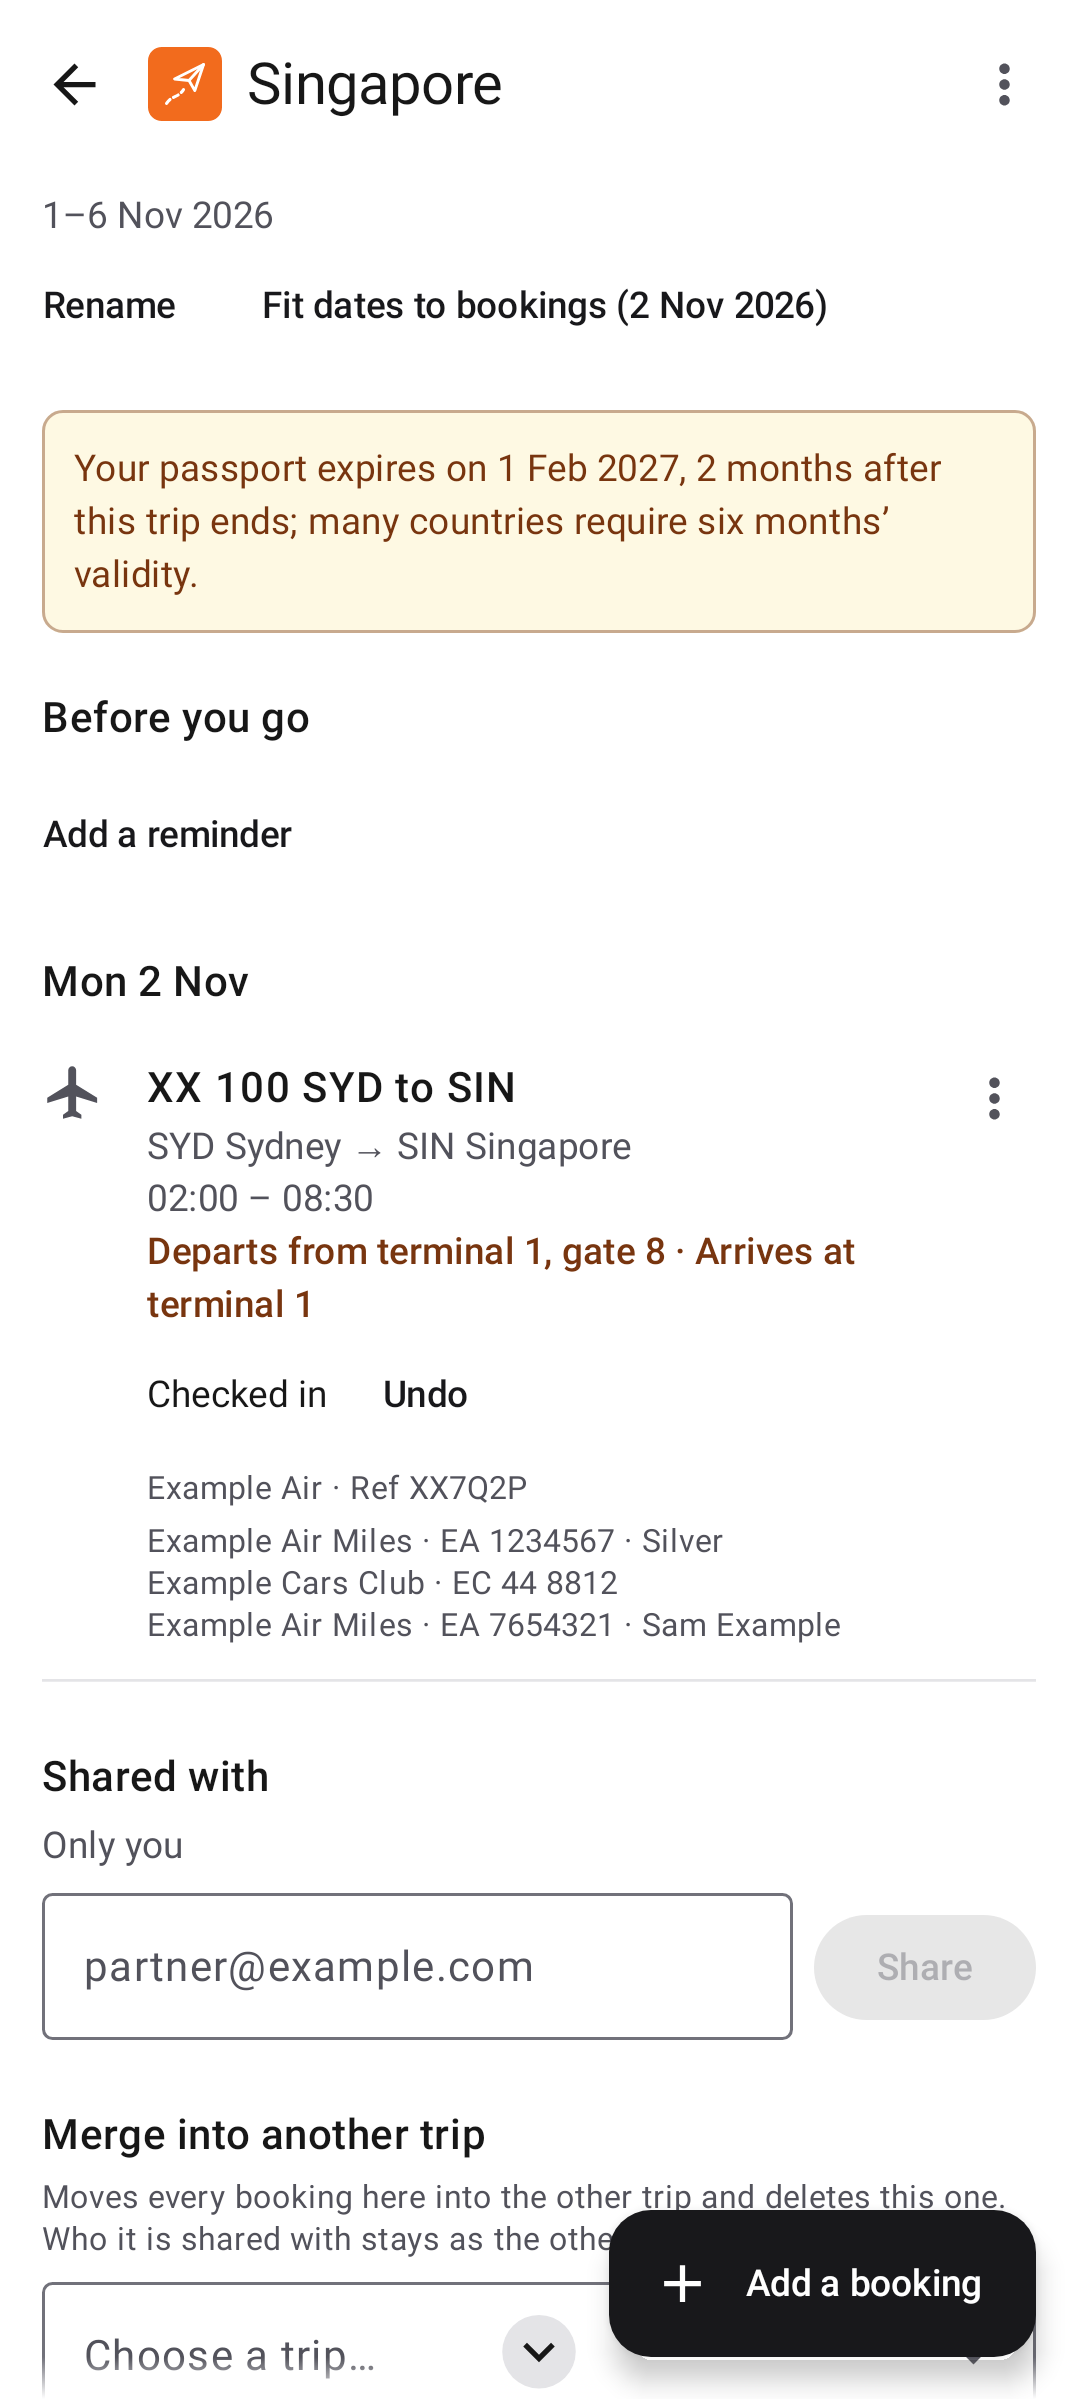 Singapore
1–6 Nov 2026
Rename Fit dates to bookings (2 Nov 2026)
Your passport expires on 1 Feb 2027, 2 months after
this trip ends; many countries require six months’
validity.
Before you go
Add a reminder
Mon 2 Nov
XX 100 SYD to SIN
SYD Sydney → SIN Singapore
02:00 – 08:30
Departs from terminal 1, gate 8 · Arrives at
terminal 1
Checked in Undo
Example Air · Ref XX7Q2P
Example Air Miles · EA 1234567 · Silver
Example Cars Club · EC 44 8812
Example Air Miles · EA 7654321 · Sam Example
Shared with
Only you
partner@example.com Share
Merge into another trip
Moves every booking here into the other trip and deletes this one.
Who it is shared with stays as the
Add a booking
Choose a trip…